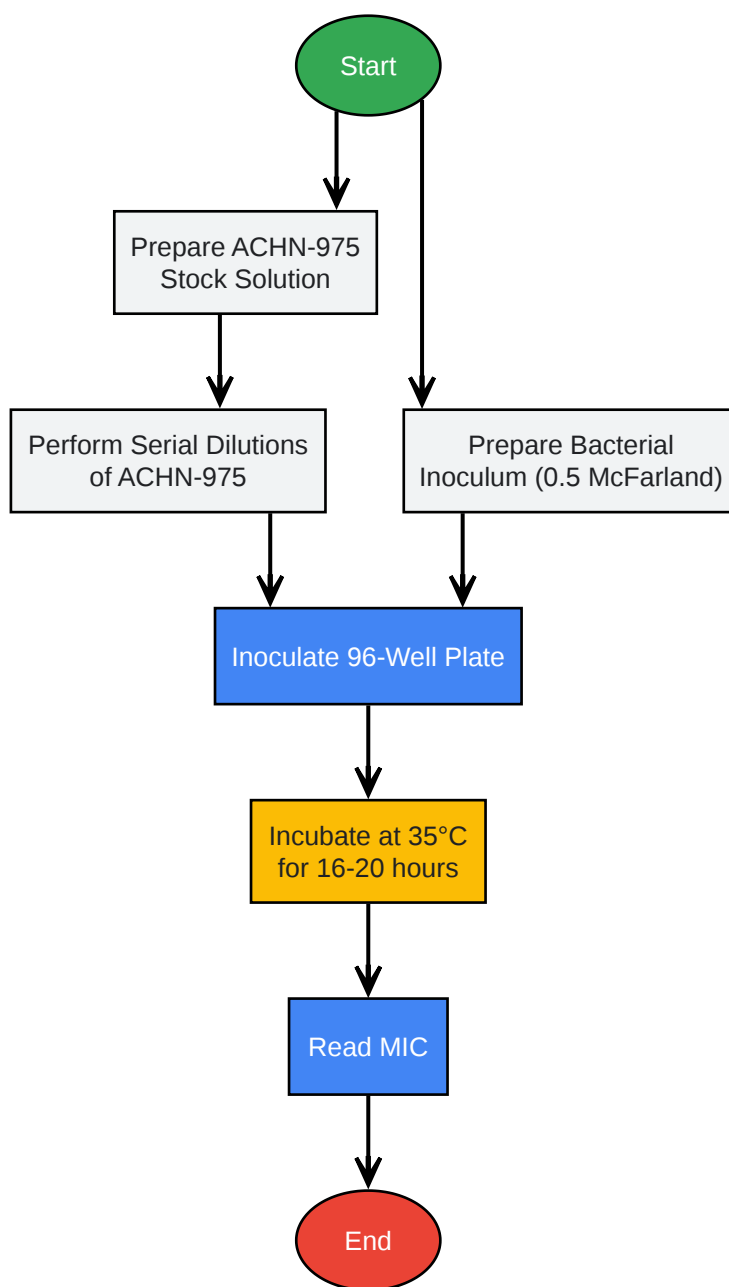 Start
Prepare ACHN-975
Stock Solution
Perform Serial Dilutions
of ACHN-975
Prepare Bacterial
Inoculum (0.5 McFarland)
Inoculate 96-Well Plate
Incubate at 35°C
for 16-20 hours
Read MIC
End